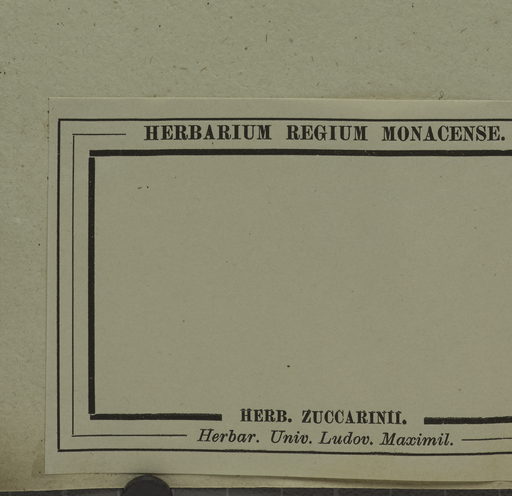 HERBARIUM REGIUM MONACENSE.
HERB. ZUCCARINII.
Herbar. Univ. Ludov. Maximil.